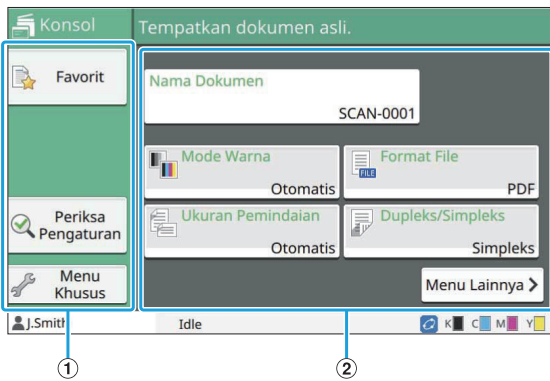 Konsol
Tempatkan dokumen asli.
Favorit
Periksa
Pengaturan
Menu
Khusus
Nama Dokumen
SCAN-0001
Mode Warna
Otomatis
Format File
FILE
PDF
Ukuran Pemindaian
Otomatis
Dupleks/Simpleks
Simpleks
Menu Lainnya
J.Smith
Idle
K C M Y
1
2